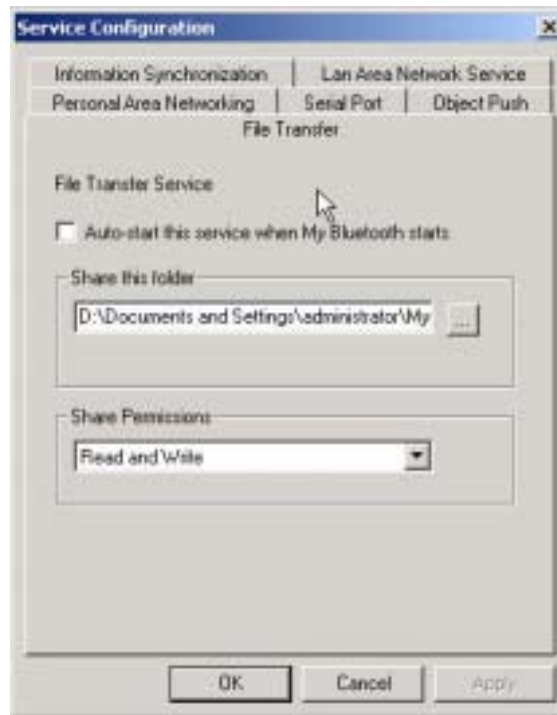 Service Configuration
Information Synchronization
Lan Area Network Service
Personal Area Networking
Serial Port
Object Push
File Transfer
File Transfer Service
Auto-start this service when My Bluetooth starts
Share this folder
D:\Documents and Settings\administrator\My
...
Share Permissions
Read and Write
OK
Cancel
Apply